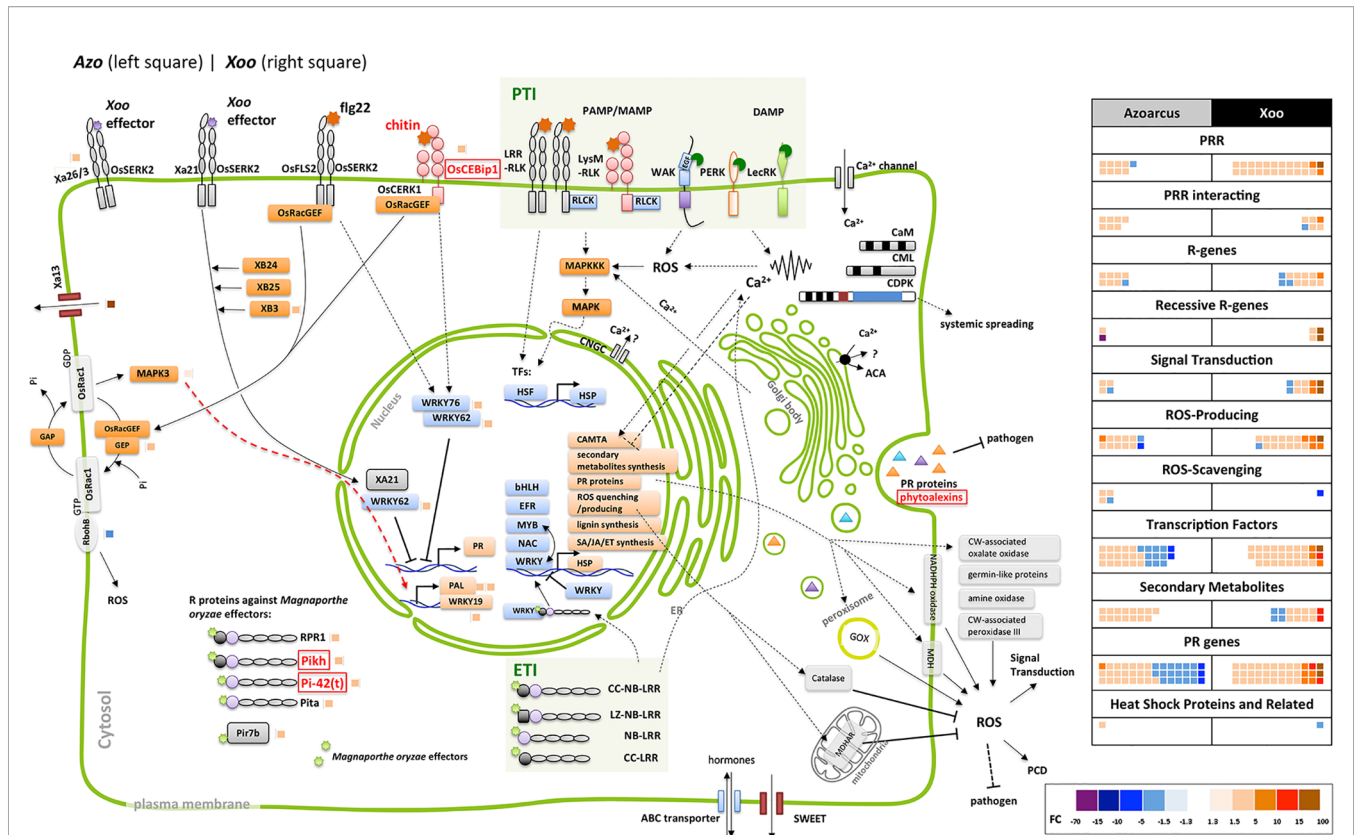 Azo (left square) | Xoo (right square)
Xoo effector
Xa26/3
OsSERK2
Xoo effector
Xa21
OsSERK2
flg22
OsFLS2
OsSERK2
OsRacGEF
chitin
OsCEBip1
OsCERK1
OsRacGEF
PTI
PAMP/MAMP
DAMP
LRR
-RLK
RLCK
LysM
-RLK
RLCK
WAK
EGF
PERK
LecRK
Ca²⁺ channel
Ca²⁺
CaM
CML
CDPK
systemic spreading
XB24
XB25
XB3
Xa13
MAPKKK
ROS
Ca²⁺
MAPK
Ca²⁺
Ca²⁺
?
CNGC
Ca²⁺
?
ACA
Golgi body
GDP
OsRac1
MAPK3
Pi
GAP
OsRacGEF
GEP
Pi
OsRac1
GTP
RbohB
ROS
Nucleus
TFs:
HSF
HSP
WRKY76
WRKY62
XA21
WRKY62
PR
PAL
WRKY19
CAMTA
secondary
metabolites synthesis
PR proteins
ROS quenching
/producing
lignin synthesis
SA/JA/ET synthesis
bHLH
EFR
MYB
NAC
WRKY
HSP
WRKY
WRKY
ER
pathogen
PR proteins
phytoalexins
CW-associated
oxalate oxidase
germin-like proteins
amine oxidase
CW-associated
peroxidase III
NADHPH oxidase
MDH
peroxisome
GOX
Catalase
MDHAR
mitochondria
Signal
Transduction
ROS
PCD
pathogen
R proteins against Magnaporthe
oryzae effectors:
RPR1
Pikh
Pi-42(t)
Pita
Pir7b
Magnaporthe oryzae effectors
Cytosol
plasma membrane
ETI
CC-NB-LRR
LZ-NB-LRR
NB-LRR
CC-LRR
hormones
ABC transporter
SWEET
Azoarcus
Xoo
PRR
PRR interacting
R-genes
Recessive R-genes
Signal Transduction
ROS-Producing
ROS-Scavenging
Transcription Factors
Secondary Metabolites
PR genes
Heat Shock Proteins and Related
FC -70 -15 -10 -5 -1.5 -1.3 1.3 1.5 5 10 15 100